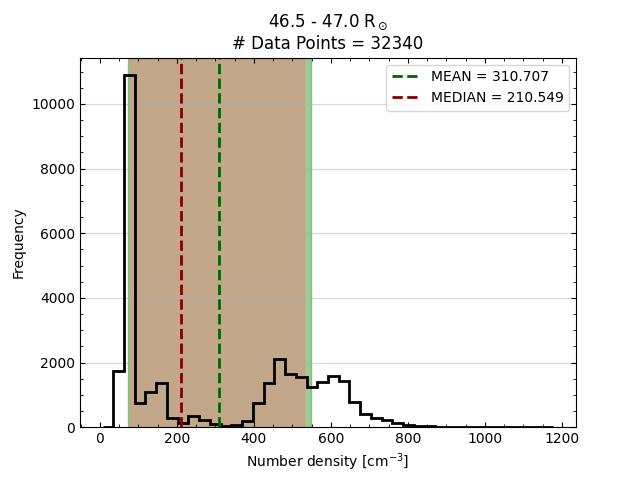 46.5 - 47.0 R⊙
# Data Points = 32340
MEAN = 310.707
MEDIAN = 210.549
Frequency
10000
8000
6000
4000
2000
0
0 200 400 600 800 1000 1200
Number density [cm⁻³]